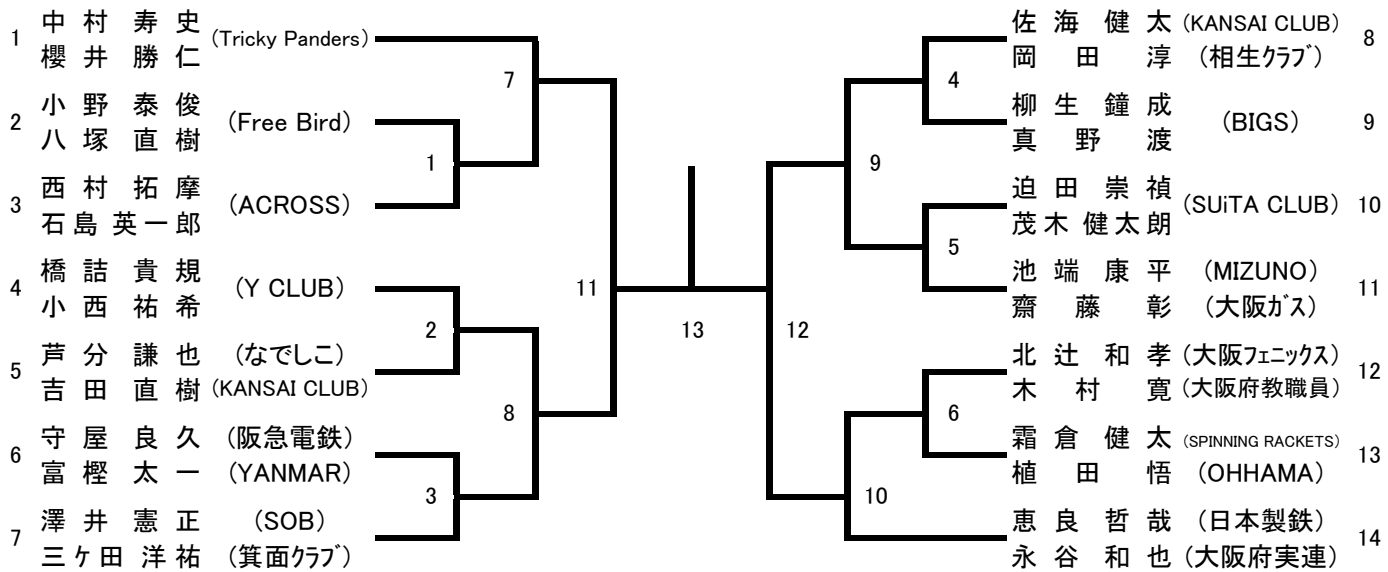 1 中村寿史 (Tricky Panders)
櫻井勝仁
2 小野泰俊 (Free Bird)
八塚直樹
3 西村拓摩 (ACROSS)
石島英一郎
4 橋詰貴規 (Y CLUB)
小西祐希
5 芦分謙也 (なでしこ)
吉田直樹 (KANSAI CLUB)
6 守屋良久 (阪急電鉄)
富樫太一 (YANMAR)
7 澤井憲正 (SOB)
三ケ田洋祐 (箕面クラブ)
7
1
2
8
3
11
13
12
4
9
5
6
10
佐海健太 (KANSAI CLUB) 8
岡田淳 (相生クラブ)
柳生鐘成 (BIGS) 9
真野渡
迫田崇禎 (SUiTA CLUB) 10
茂木健太朗
池端康平 (MIZUNO) 11
齋藤彰 (大阪ガス)
北辻和孝 (大阪フェニックス) 12
木村寛 (大阪府教職員)
霜倉健太 (SPINNING RACKETS) 13
植田悟 (OHHAMA)
恵良哲哉 (日本製鉄) 14
永谷和也 (大阪府実連)